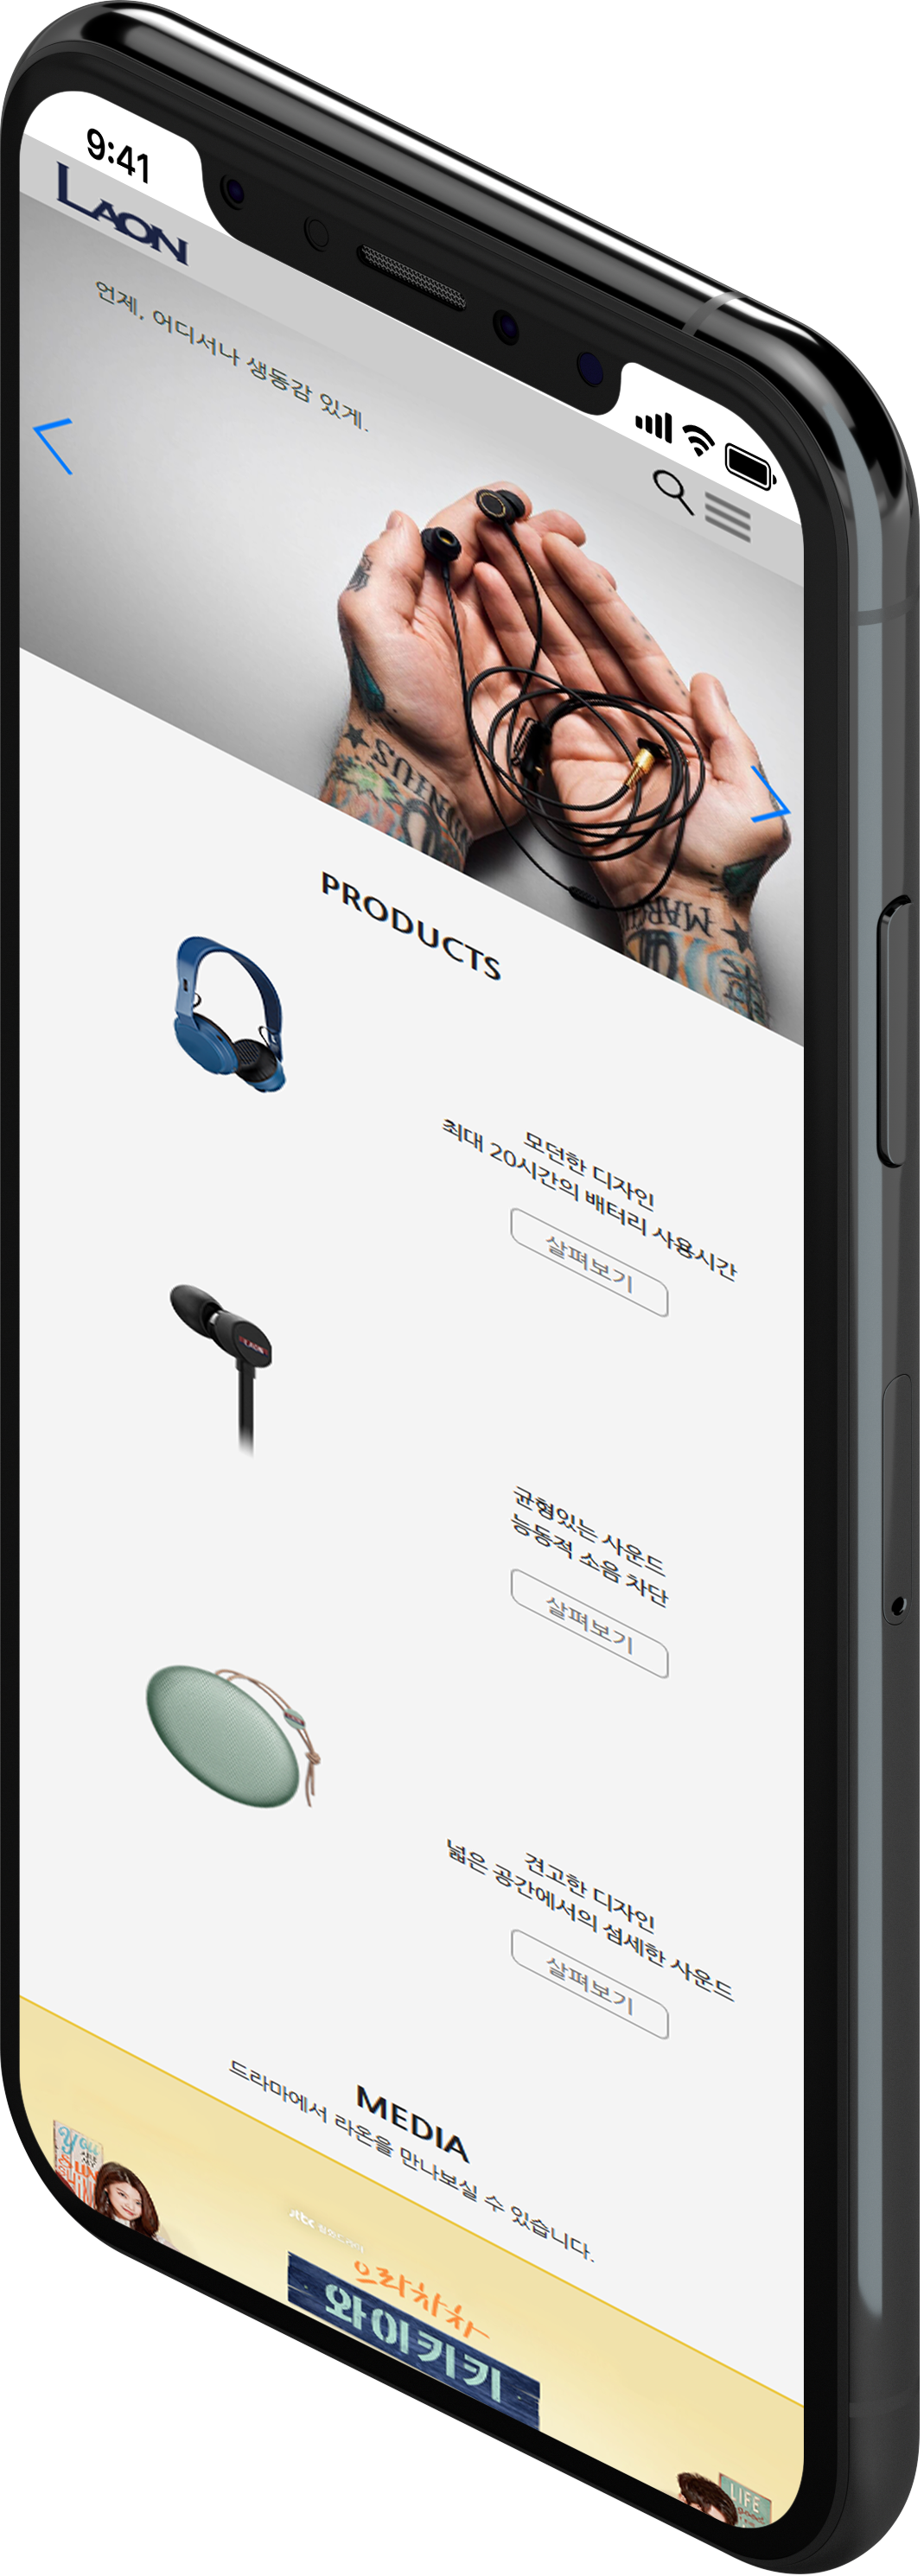 9:41
LAON
언제, 어디서나 생동감 있게.
PRODUCTS
모던한 디자인
최대 20시간의 배터리 사용시간
살펴보기
균형있는 사운드
능동적 소음 차단
살펴보기
견고한 디자인
넓은 공간에서의 섬세한 사운드
살펴보기
MEDIA
드라마에서 라온을 만나보실 수 있습니다.
You
SUN
jtbc
으라차차
와이키키
LIFE